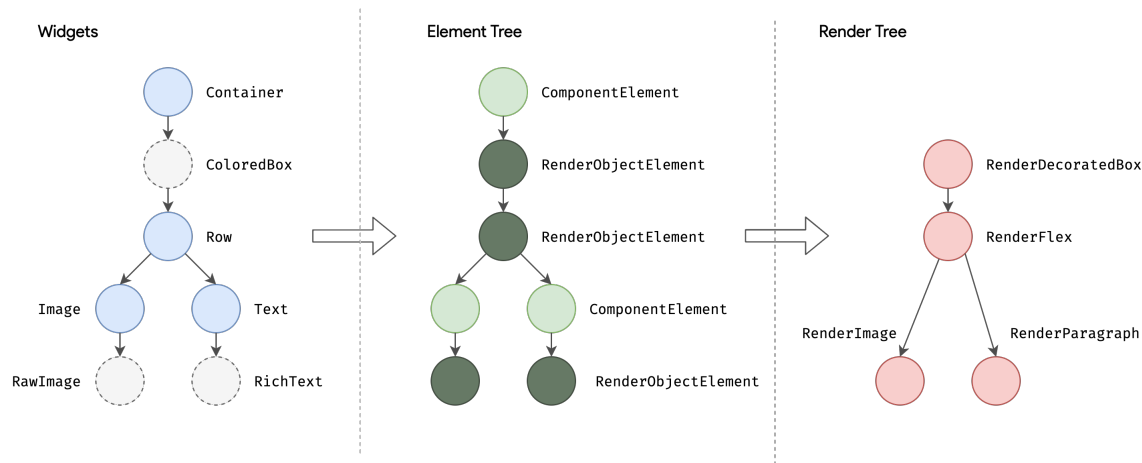 Widgets
Container
ColoredBox
Row
Image
Text
RawImage
RichText
Element Tree
ComponentElement
RenderObjectElement
RenderObjectElement
ComponentElement
RenderObjectElement
Render Tree
RenderDecoratedBox
RenderFlex
RenderImage
RenderParagraph